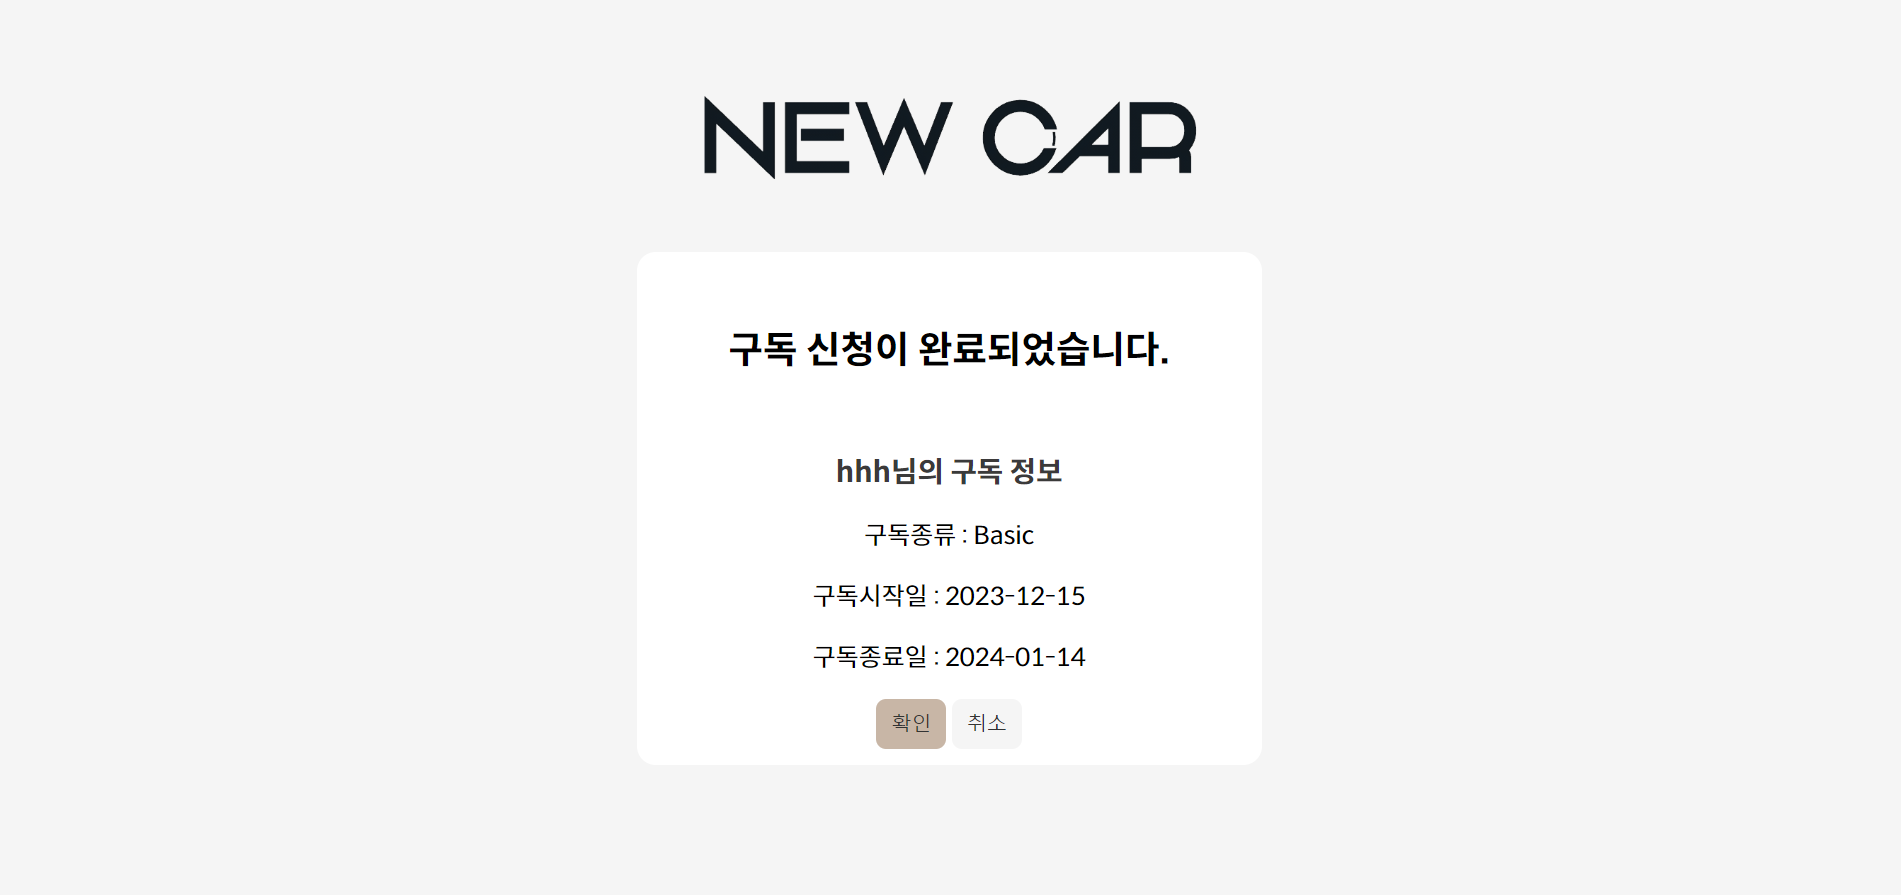 NEW CAR
구독 신청이 완료되었습니다.
hhh님의 구독 정보
구독종류 : Basic
구독시작일 : 2023-12-15
구독종료일 : 2024-01-14
확인 취소